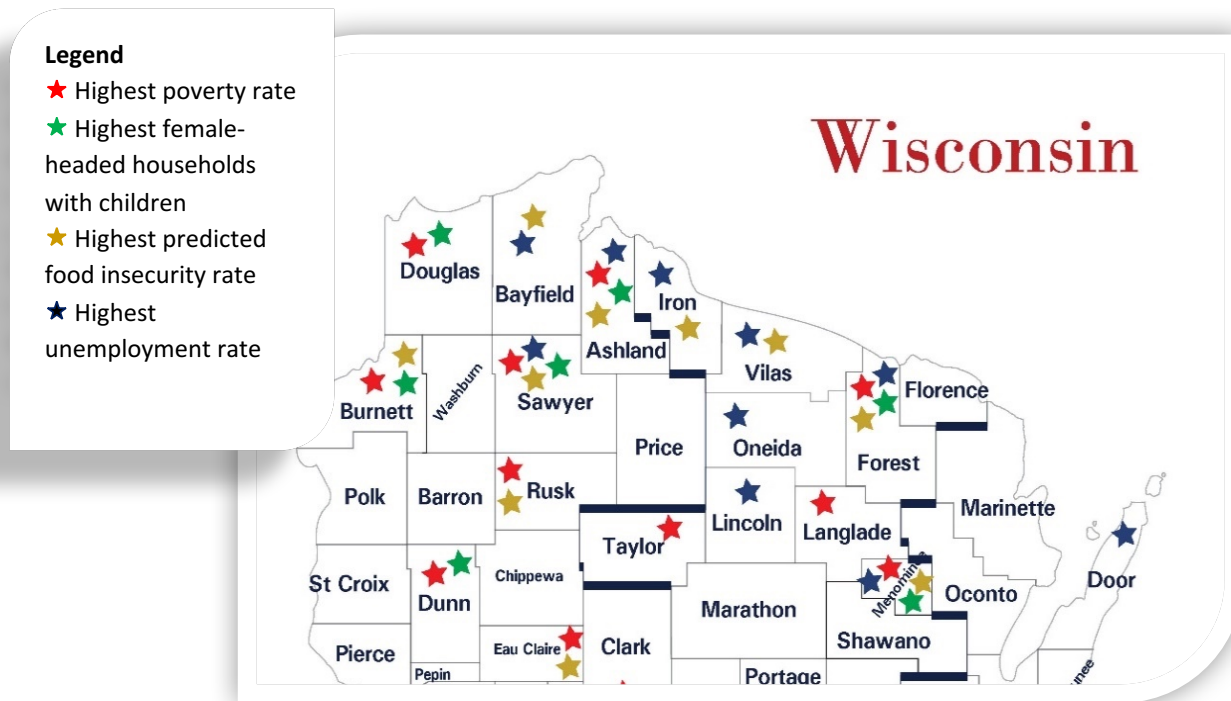 Legend
Highest poverty rate
Highest female-
headed households
with children
Highest predicted
food insecurity rate
Highest
unemployment rate
Wisconsin
Douglas
Bayfield
Iron
Ashland
Vilas
Florence
Burnett
Washburn
Sawyer
Price
Oneida
Forest
Polk
Barron
Rusk
Taylor
Lincoln
Langlade
Marinette
St Croix
Dunn
Chippewa
Marathon
Oconto
Door
Pierce
Eau Claire
Clark
Shawano
Pepin
Portage